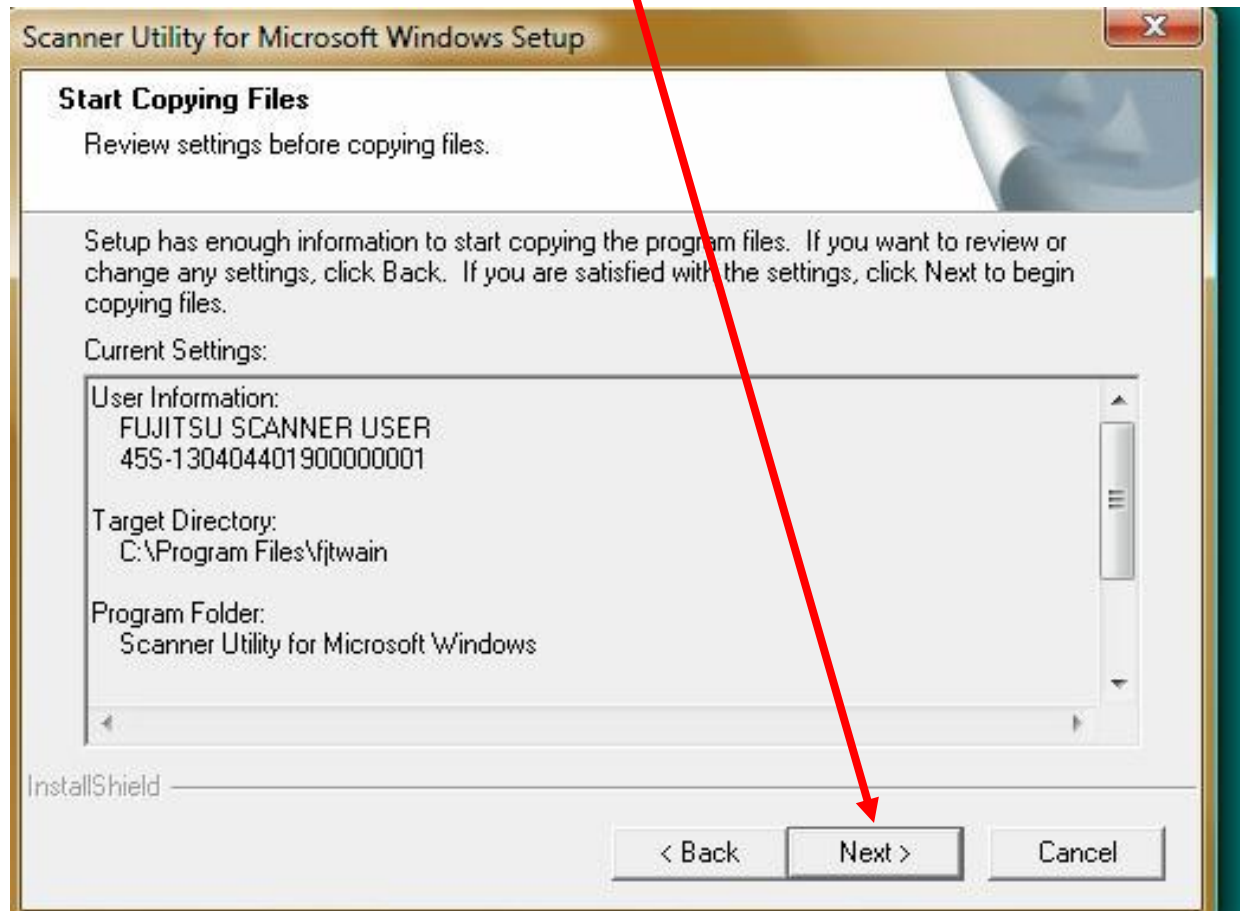 Scanner Utility for Microsoft Windows Setup
Start Copying Files
Review settings before copying files.
Setup has enough information to start copying the program files.  If you want to review or
change any settings, click Back.  If you are satisfied with the settings, click Next to begin
copying files.
Current Settings:
User Information:
FUJITSU SCANNER USER
45S-130404401900000001
Target Directory:
C:\Program Files\fjtwain
Program Folder:
Scanner Utility for Microsoft Windows
InstallShield
< Back
Next >
Cancel